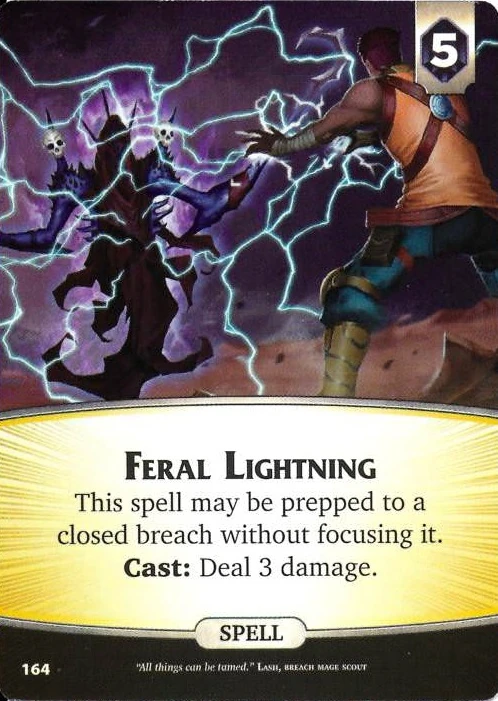 5
FERAL LIGHTNING
This spell may be prepped to a
closed breach without focusing it.
Cast: Deal 3 damage.
SPELL
164
"All things can be tamed." LASH, BREACH MAGE SCOUT